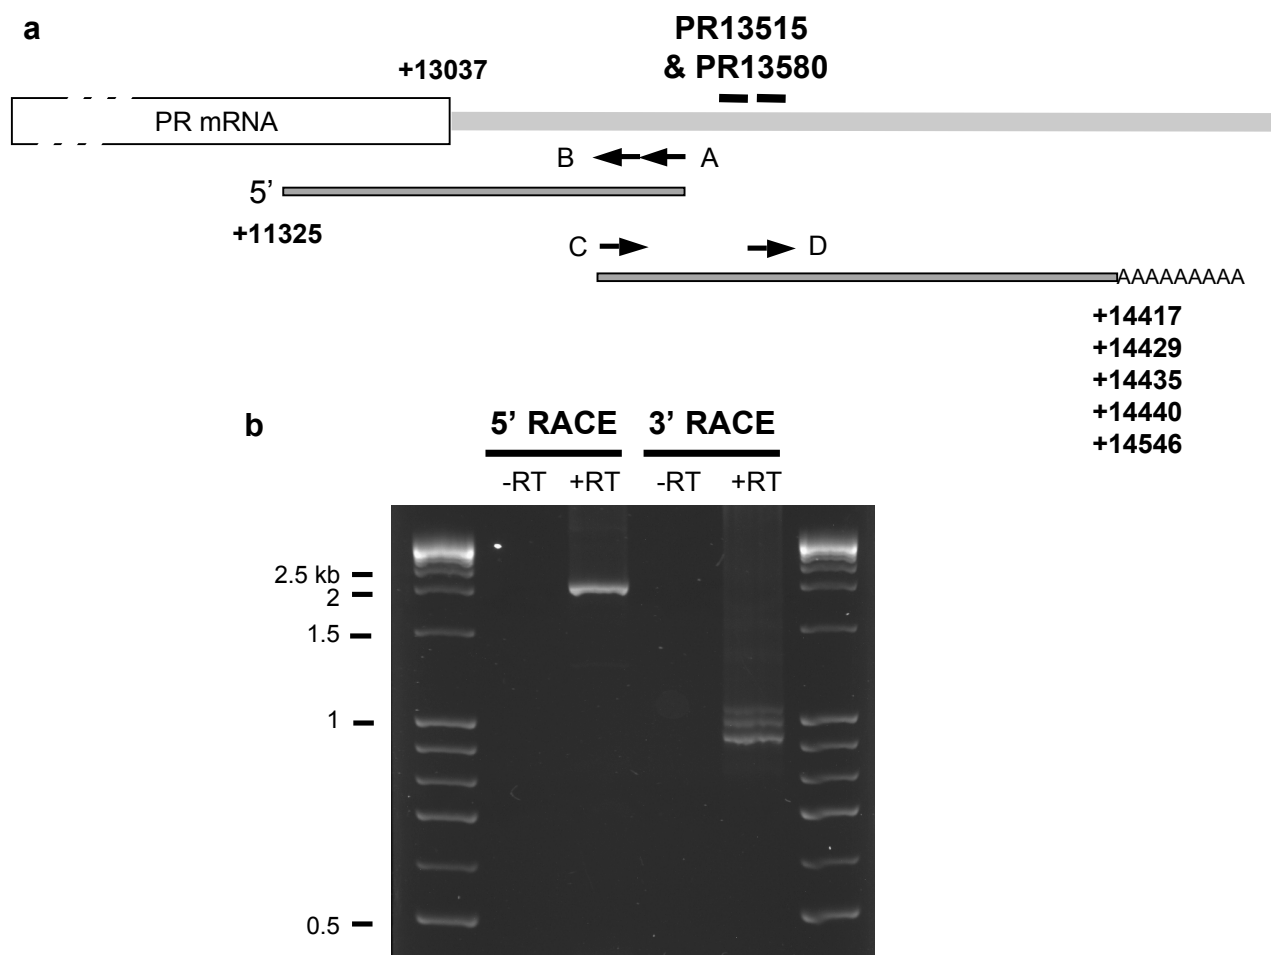 a
PR13515
& PR13580
+13037
PR mRNA
B
A
5’
+11325
C
D
AAAAAAAAA
+14417
+14429
+14435
+14440
+14546
b
5’ RACE
3’ RACE
-RT
+RT
-RT
+RT
2.5 kb
2
1.5
1
0.5